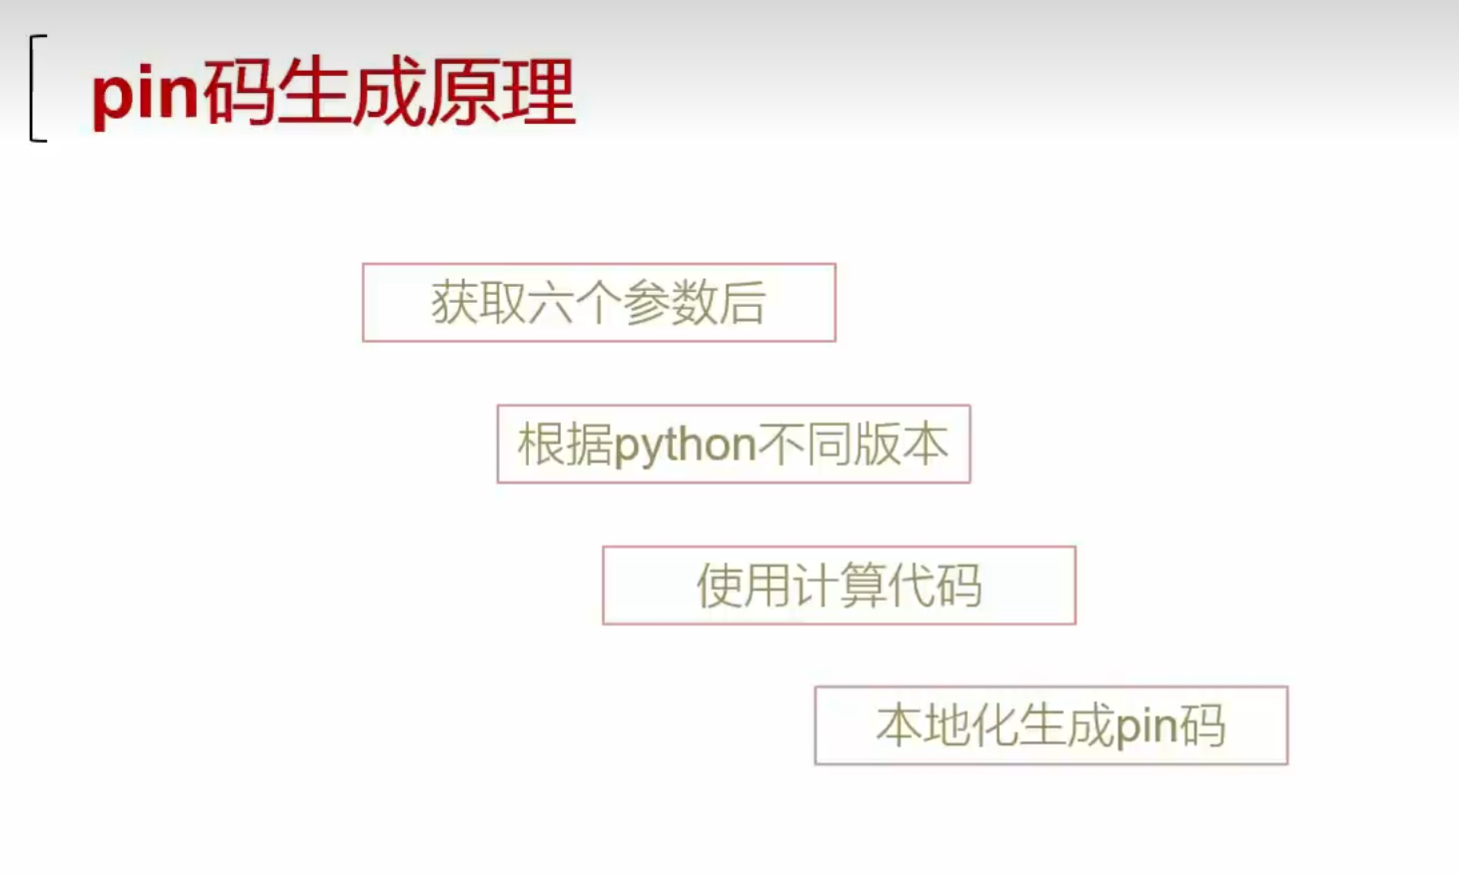 pin码生成原理
获取六个参数后
根据python不同版本
使用计算代码
本地化生成pin码